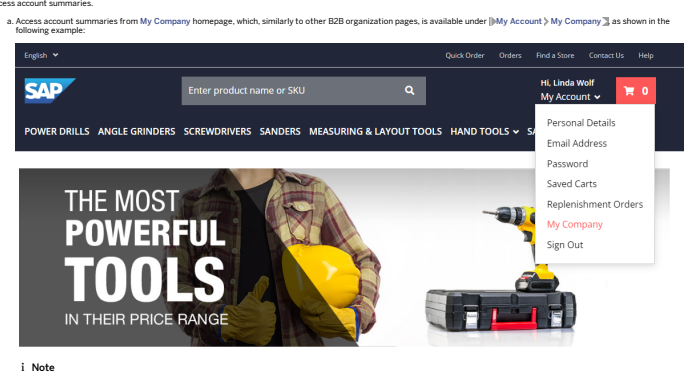 ccess account summaries.
a. Access account summaries from My Company homepage, which, similarly to other B2B organization pages, is available under My Account > My Company, as shown in the
following example:
English
Quick Order Orders Find a Store Contact Us Help
SAP
Enter product name or SKU
Hi, Linda Wolf
My Account
0
POWER DRILLS ANGLE GRINDERS SCREWDRIVERS SANDERS MEASURING & LAYOUT TOOLS HAND TOOLS SA
Personal Details
Email Address
Password
Saved Carts
Replenishment Orders
My Company
Sign Out
THE MOST
POWERFUL
TOOLS
IN THEIR PRICE RANGE
i Note